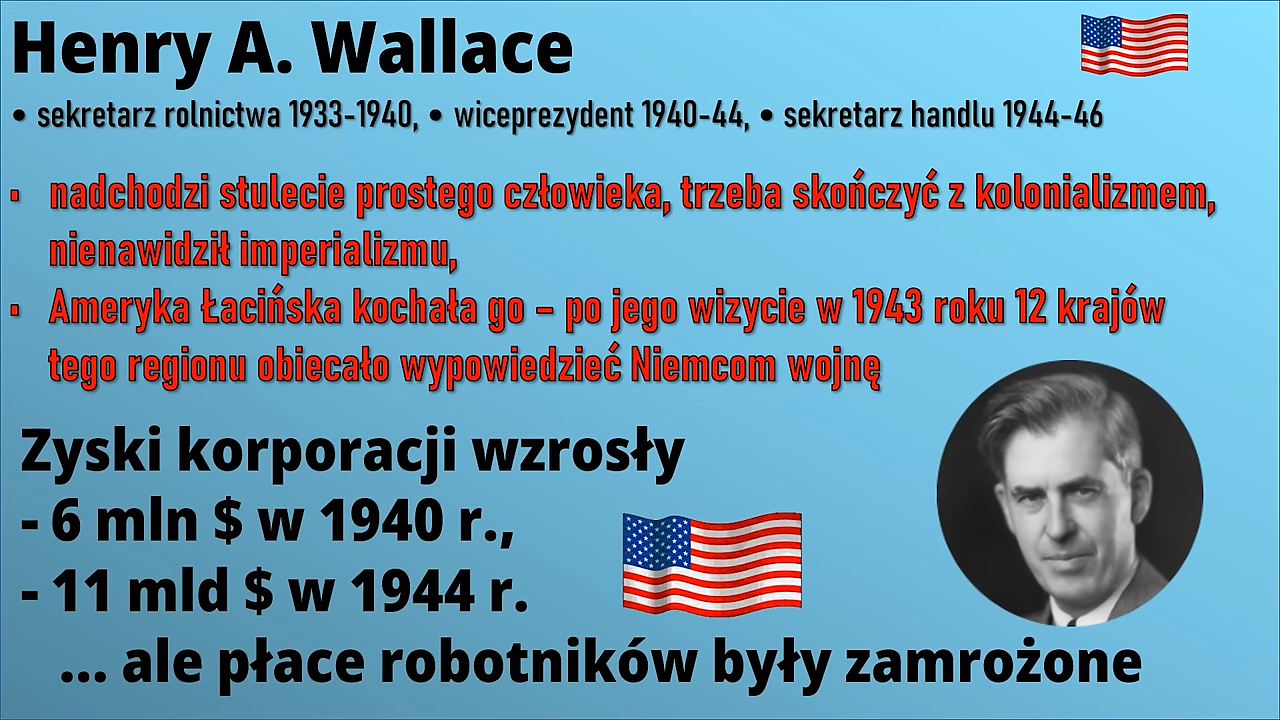 Henry A. Wallace
• sekretarz rolnictwa 1933-1940, • wiceprezydent 1940-44, • sekretarz handlu 1944-46
▪ nadchodzi stulecie prostego człowieka, trzeba skończyć z kolonializmem,
nienawidził imperializmu,
▪ Ameryka Łacińska kochała go – po jego wizycie w 1943 roku 12 krajów
tego regionu obiecało wypowiedzieć Niemcom wojnę
Zyski korporacji wzrosły
- 6 mln $ w 1940 r.,
- 11 mld $ w 1944 r.
... ale płace robotników były zamrożone